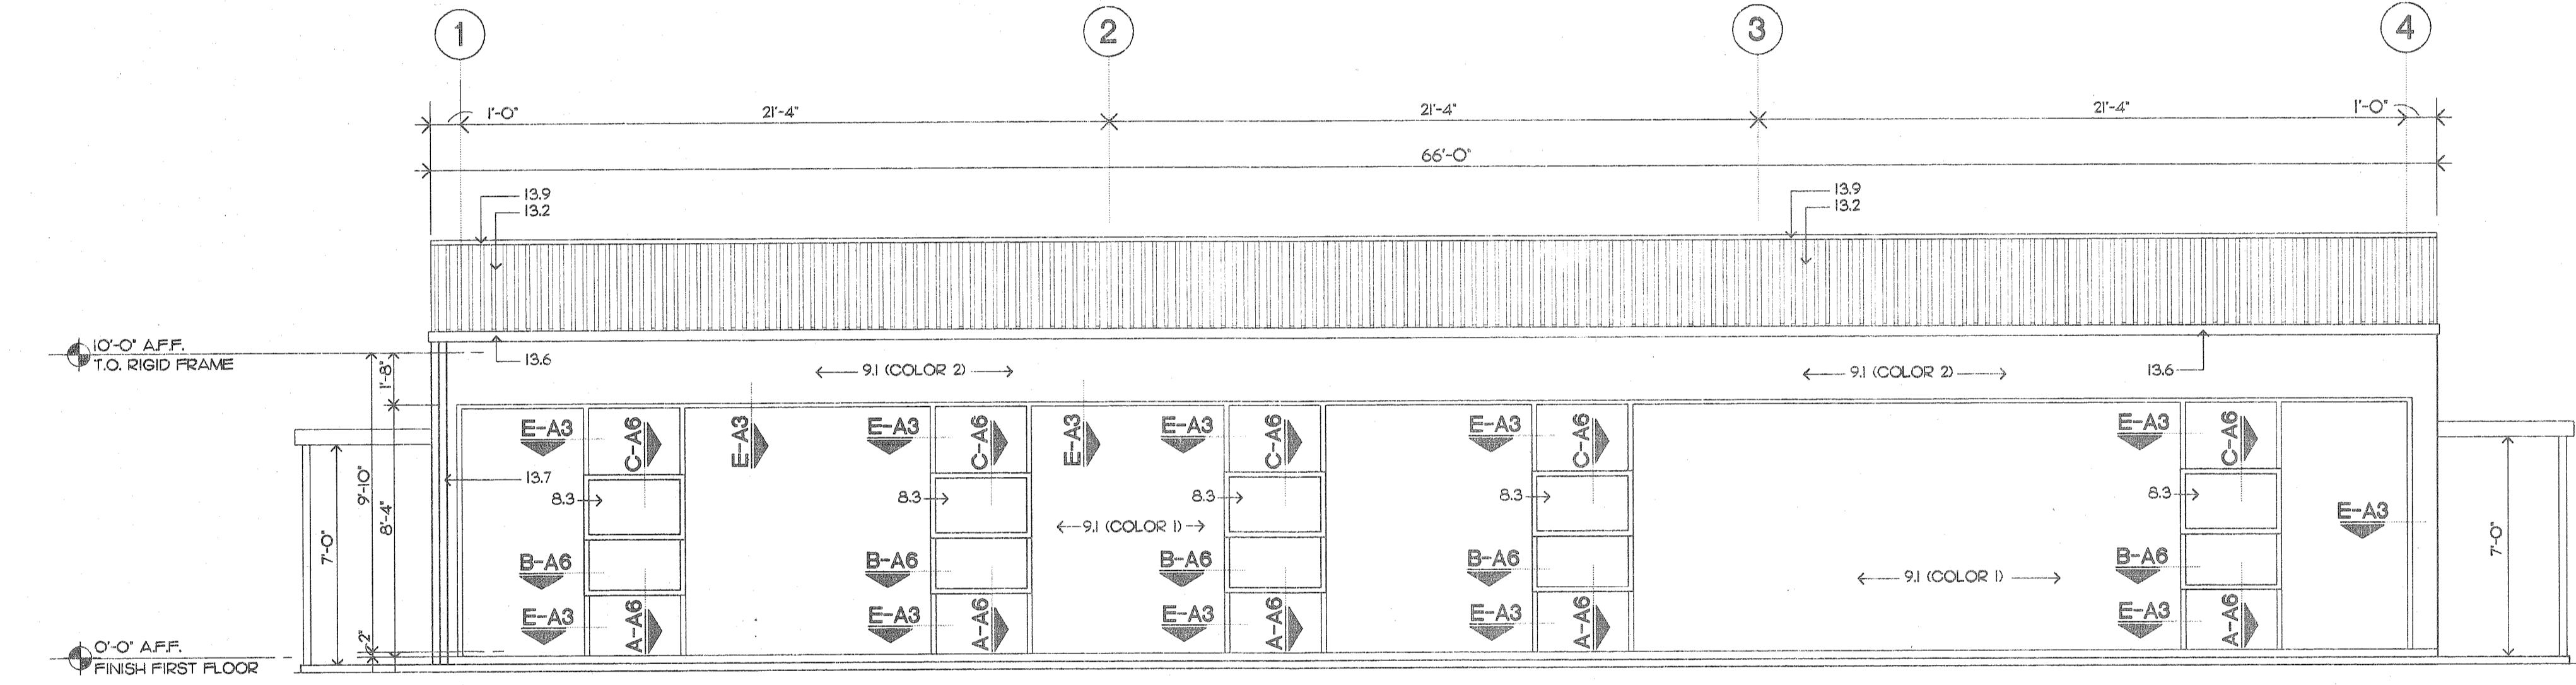 1 2 3 4
1'-0" 21'-4" 21'-4" 21'-4" 1'-0"
66'-0"
13.9 13.9
13.2 13.2
10'-0" A.F.F.
T.O. RIGID FRAME
1'-8"
13.6
9.1 (COLOR 2)
9.1 (COLOR 2)
13.6
E-A3 C-A6 E-A3 E-A3 C-A6 E-A3 E-A3 C-A6 E-A3 C-A6 E-A3 C-A6
9'-10"
8'-4"
7'-0"
13.7
8.3 8.3 8.3 8.3 8.3
9.1 (COLOR 1)
E-A3
7'-0"
B-A6 B-A6 B-A6 B-A6 B-A6
9.1 (COLOR 1)
E-A3 A-A6 E-A3 A-A6 E-A3 A-A6 E-A3 A-A6 E-A3 A-A6
2"
0'-0" A.F.F.
FINISH FIRST FLOOR